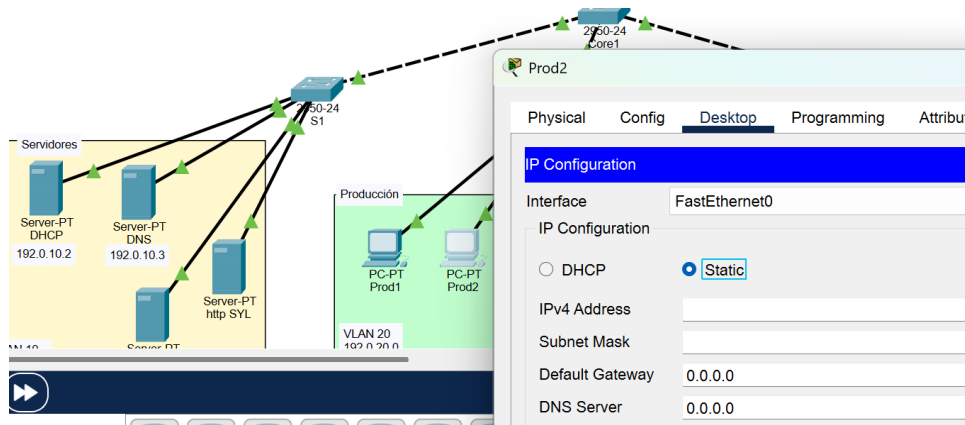 2950-24
Core1
2950-24
S1
Servidores
Server-PT
DHCP
192.0.10.2
Server-PT
DNS
192.0.10.3
Server-PT
http SYL
Server-PT
Producción
PC-PT
Prod1
PC-PT
Prod2
VLAN 20
192.0.20.0
Prod2
Physical
Config
Desktop
Programming
Attribu
IP Configuration
Interface
FastEthernet0
IP Configuration
DHCP
Static
IPv4 Address
Subnet Mask
Default Gateway
0.0.0.0
DNS Server
0.0.0.0